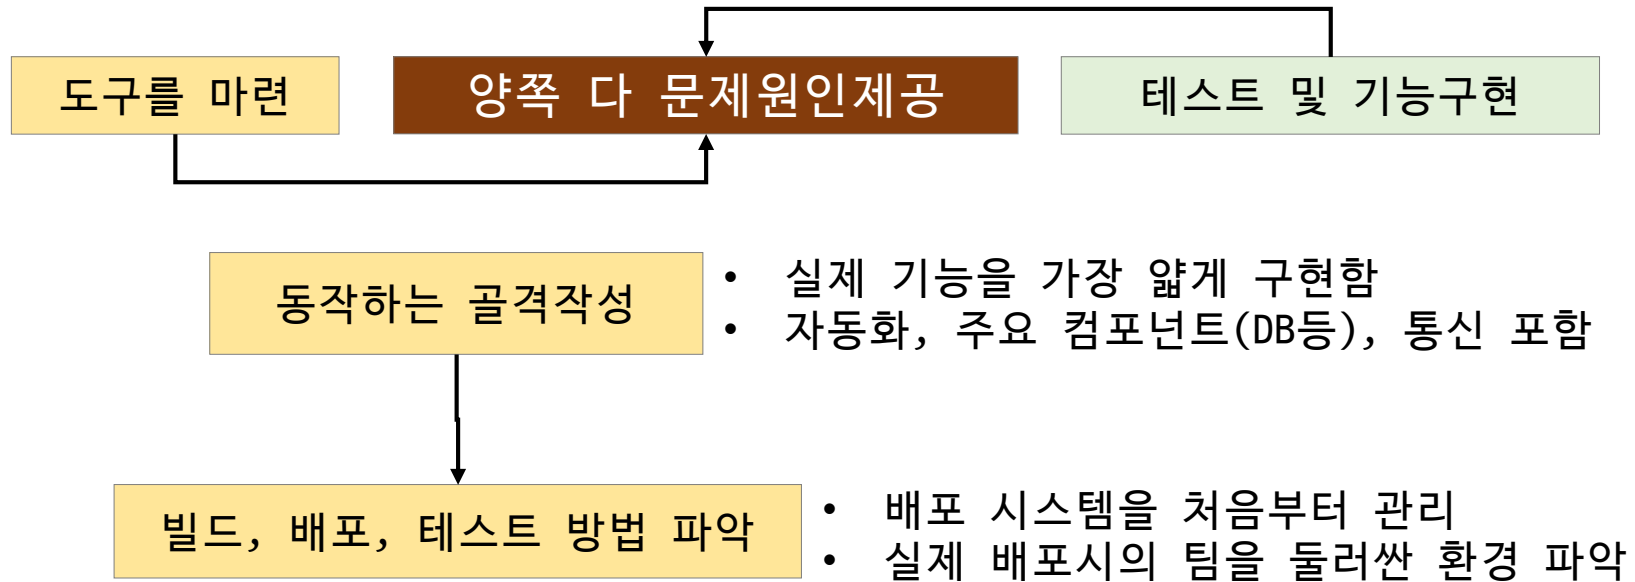 도구를 마련
양쪽 다 문제원인제공
테스트 및 기능구현
동작하는 골격작성
• 실제 기능을 가장 얇게 구현함
• 자동화, 주요 컴포넌트(DB등), 통신 포함
빌드, 배포, 테스트 방법 파악
• 배포 시스템을 처음부터 관리
• 실제 배포시의 팀을 둘러싼 환경 파악